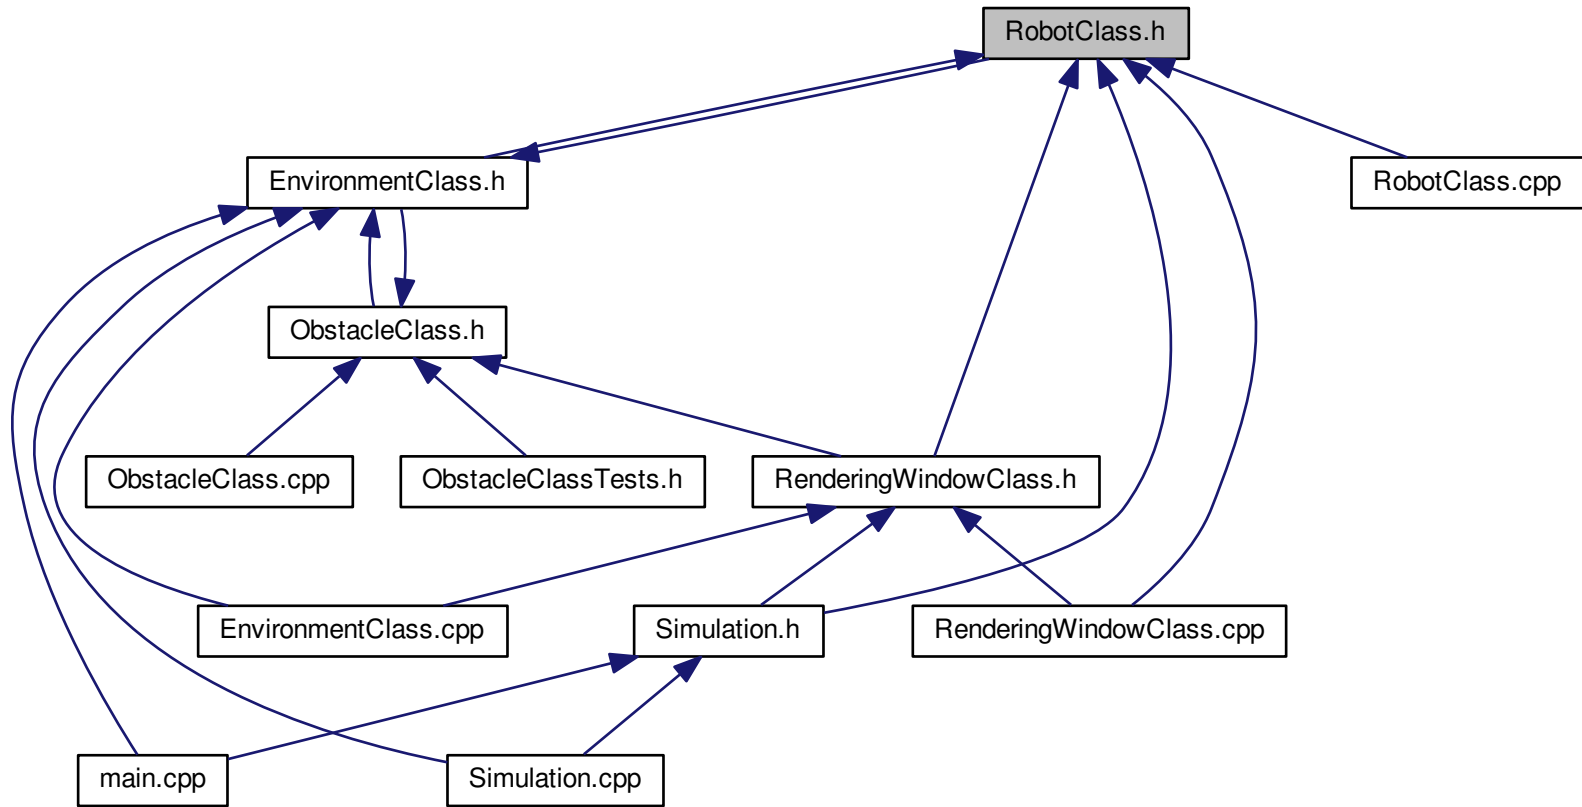 RobotClass.h
EnvironmentClass.h
RobotClass.cpp
ObstacleClass.h
ObstacleClass.cpp
ObstacleClassTests.h
RenderingWindowClass.h
EnvironmentClass.cpp
Simulation.h
RenderingWindowClass.cpp
main.cpp
Simulation.cpp